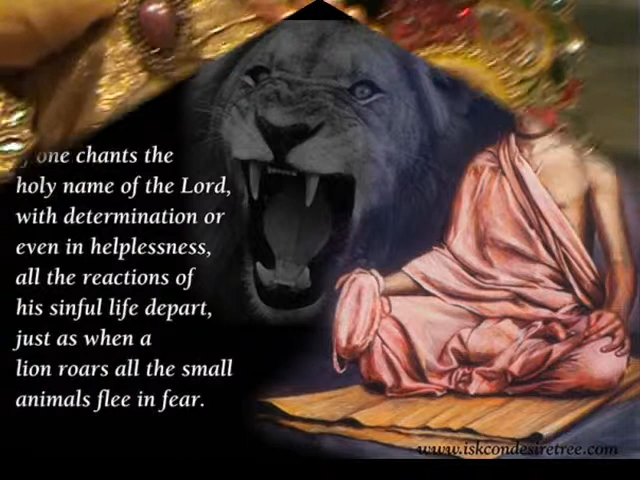 one chants the
holy name of the Lord,
with determination or
even in helplessness,
all the reactions of
his sinful life depart,
just as when a
lion roars all the small
animals flee in fear.
www.iskcondesiretree.com